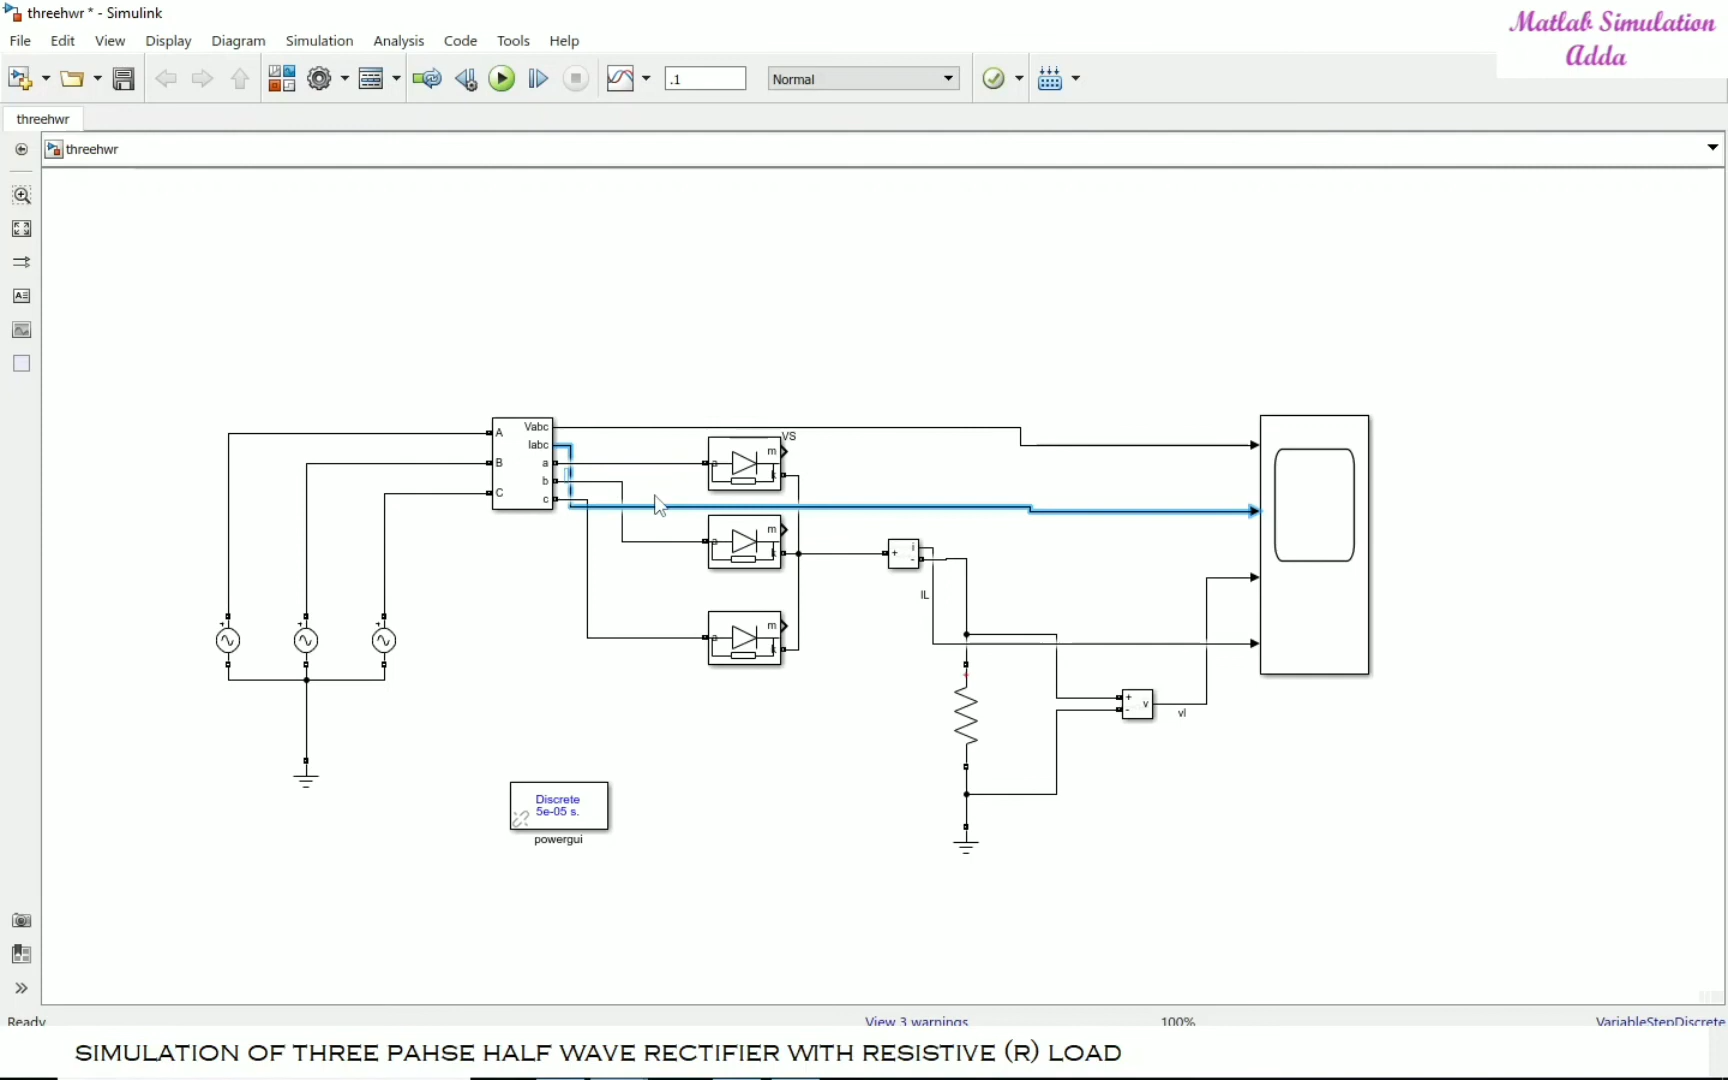 threehwr * - Simulink
Matlab Simulation
Adda
File Edit View Display Diagram Simulation Analysis Code Tools Help
.1
Normal
threehwr
threehwr
Vabc
VS
A
Iabc
m
B
a
a
k
b
C
c
m
a
k
i
+
-
IL
m
a
k
+
v
-
vl
Discrete
5e-05 s.
powergui
Ready
View 3 warnings
100%
VariableStepDiscrete
SIMULATION OF THREE PAHSE HALF WAVE RECTIFIER WITH RESISTIVE (R) LOAD